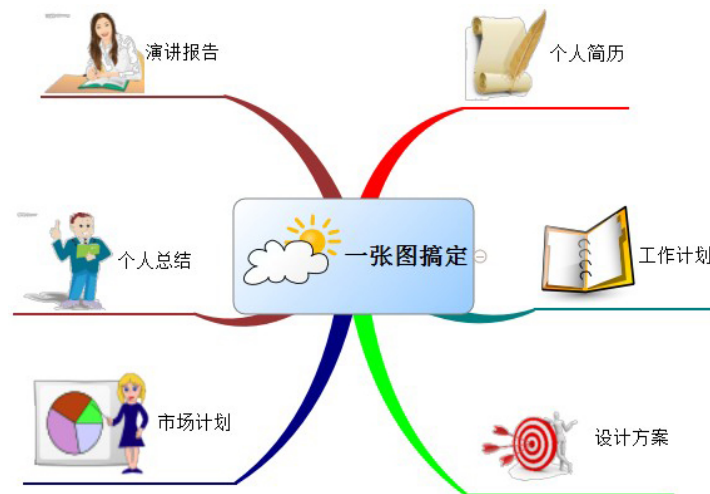 演讲报告
个人简历
个人总结
一张图搞定
工作计划
市场计划
设计方案